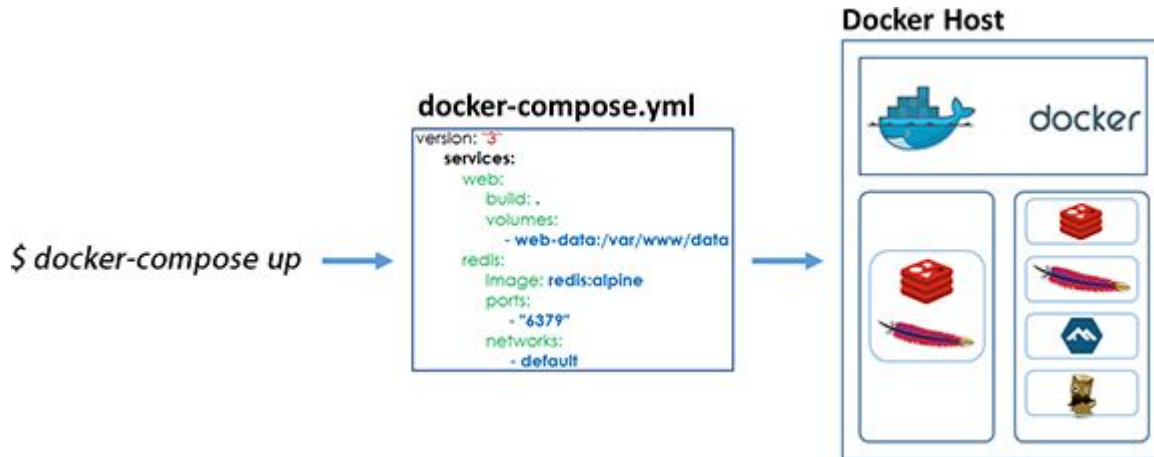 Docker Host
docker
docker-compose.yml
version: "3"
services:
web:
build: .
volumes:
- web-data:/var/www/data
redis:
image: redis:alpine
ports:
- "6379"
networks:
- default
$ docker-compose up